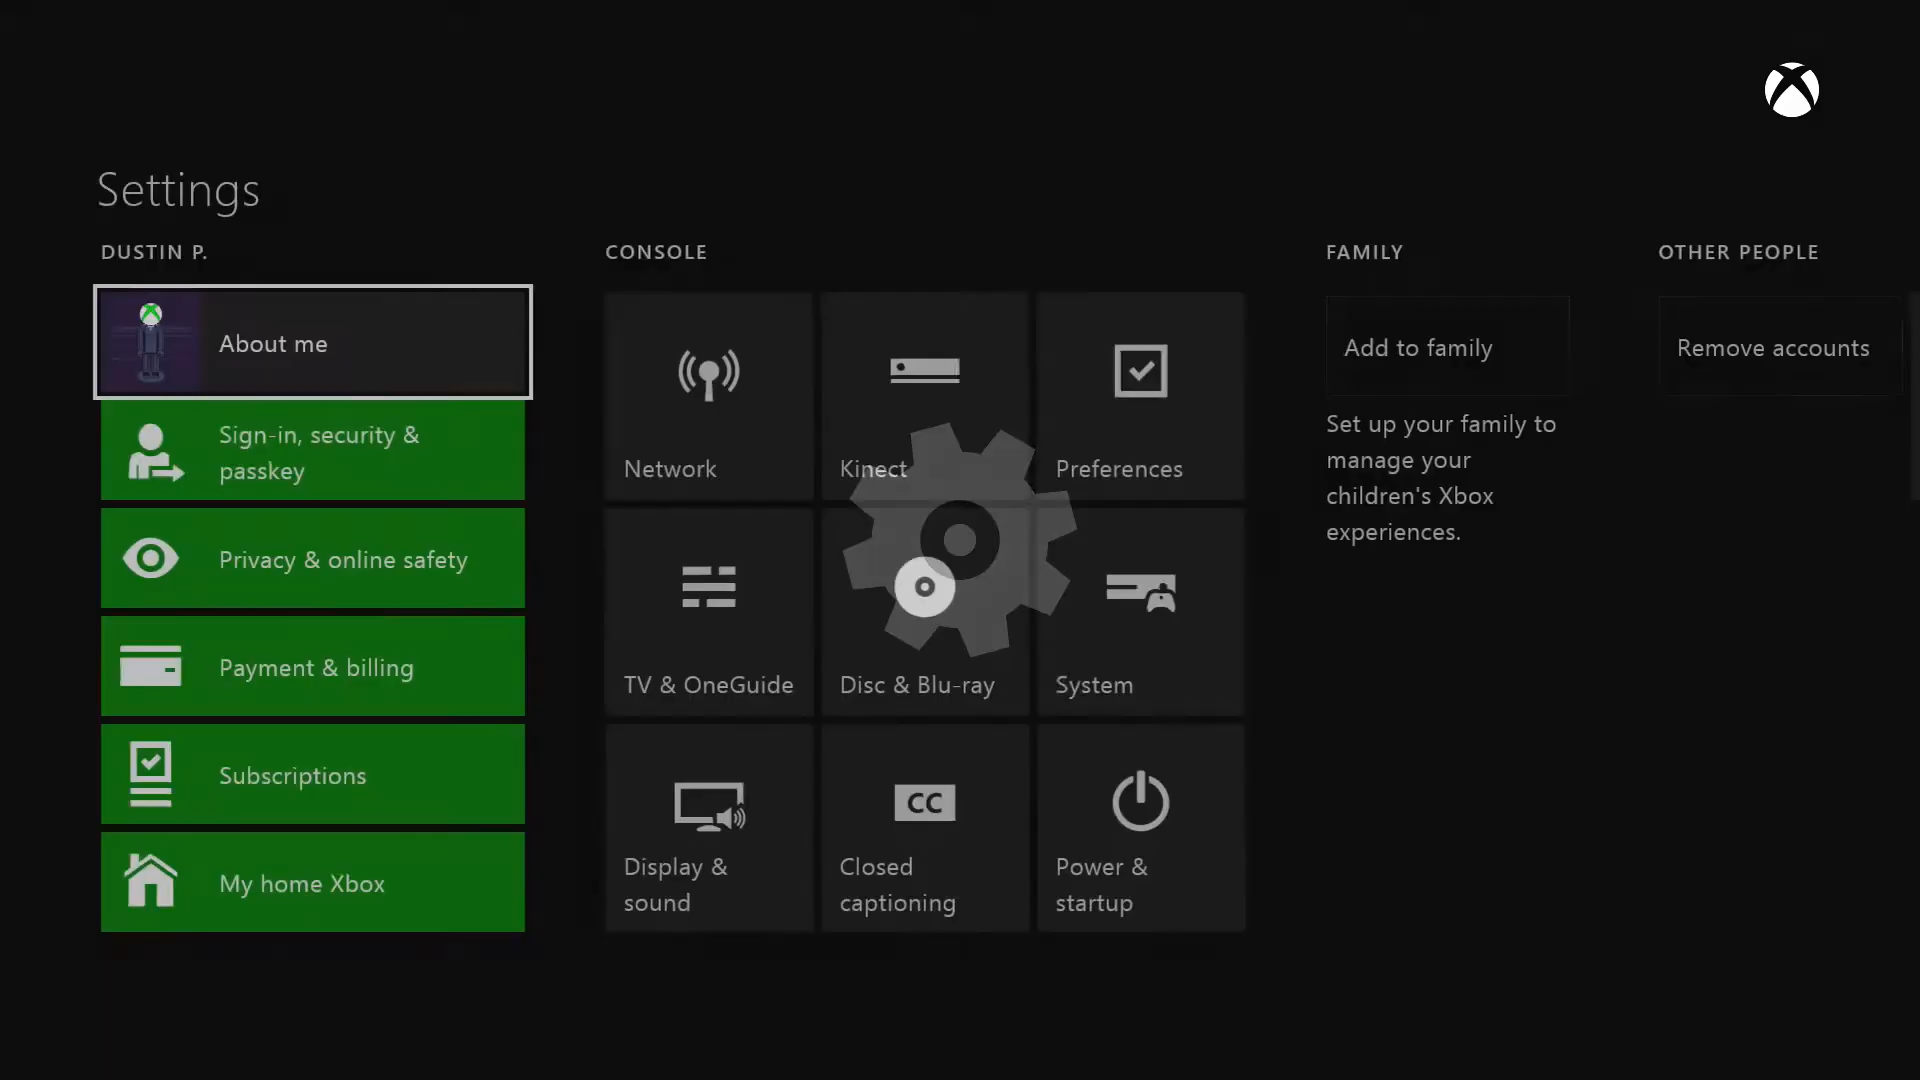 Settings
DUSTIN P.
About me
Sign-in, security &
passkey
Privacy & online safety
Payment & billing
Subscriptions
My home Xbox
CONSOLE
Network
Kinect
Preferences
TV & OneGuide
Disc & Blu-ray
System
Display &
sound
CC
Closed
captioning
Power &
startup
FAMILY
Add to family
Set up your family to
manage your
children's Xbox
experiences.
OTHER PEOPLE
Remove accounts